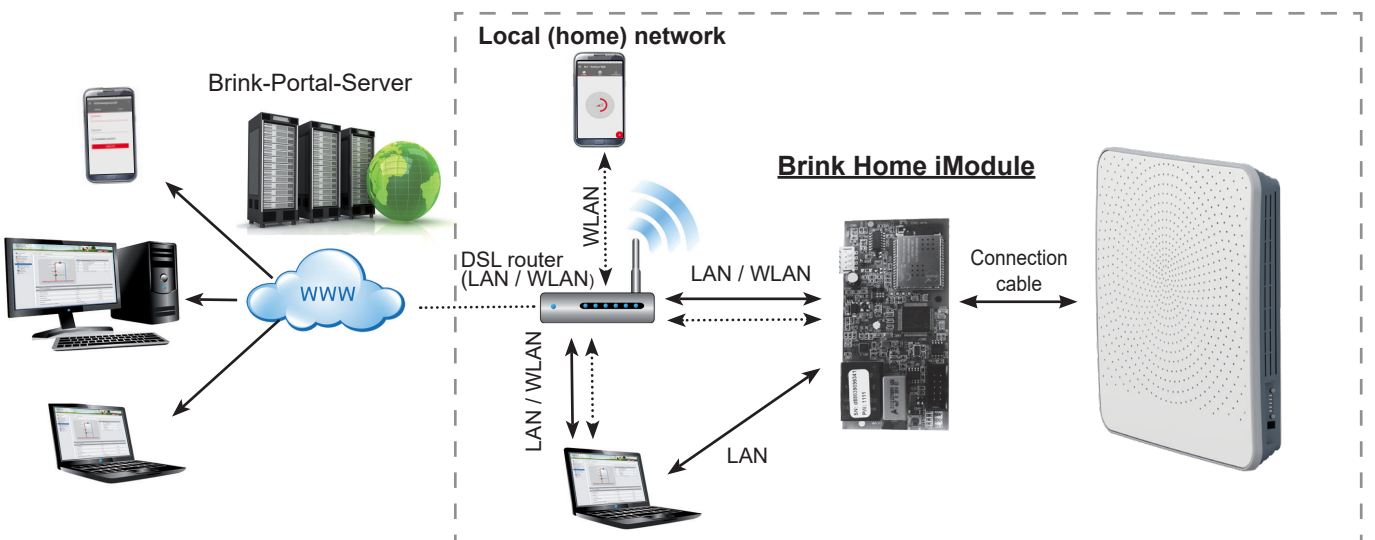 Local (home) network
Brink-Portal-Server
WLAN
Brink Home iModule
DSL router
(LAN / WLAN)
LAN / WLAN
Connection
cable
WWW
LAN / WLAN
LAN